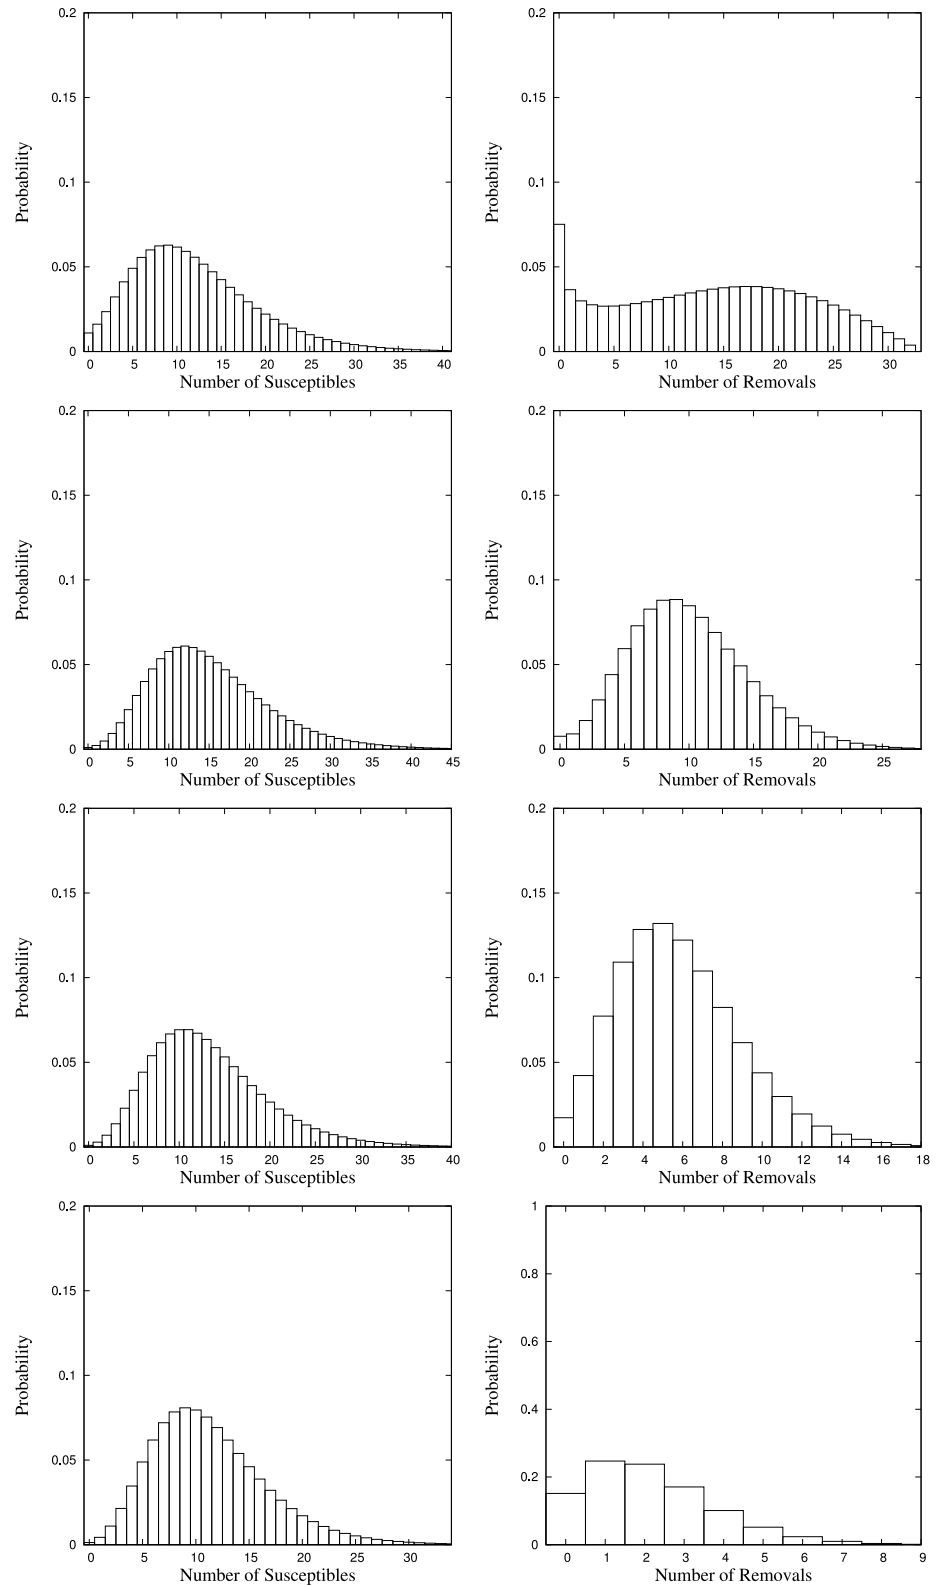 0.2
0.15
0.1
0.05
0
Probability
0 5 10 15 20 25 30 35 40
Number of Susceptibles
0.2
0.15
0.1
0.05
0
Probability
0 5 10 15 20 25 30
Number of Removals
0.2
0.15
0.1
0.05
0
Probability
0 5 10 15 20 25 30 35 40 45
Number of Susceptibles
0.2
0.15
0.1
0.05
0
Probability
0 5 10 15 20 25
Number of Removals
0.2
0.15
0.1
0.05
0
Probability
0 5 10 15 20 25 30 35 40
Number of Susceptibles
0.2
0.15
0.1
0.05
0
Probability
0 2 4 6 8 10 12 14 16 18
Number of Removals
0.2
0.15
0.1
0.05
0
Probability
0 5 10 15 20 25 30
Number of Susceptibles
1
0.8
0.6
0.4
0.2
0
Probability
0 1 2 3 4 5 6 7 8 9
Number of Removals